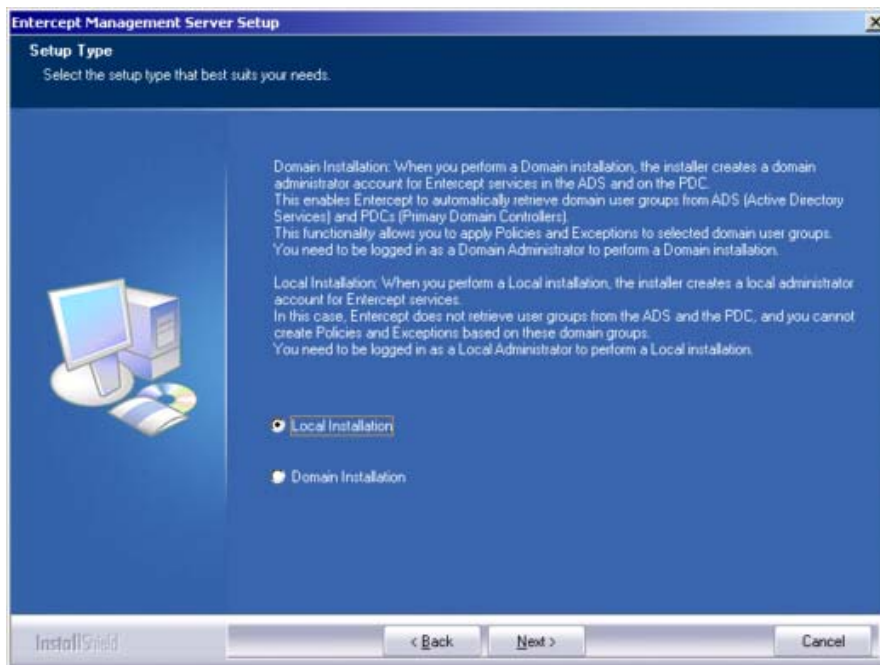 Entercept Management Server Setup
Setup Type
Select the setup type that best suits your needs.
Domain Installation: When you perform a Domain installation, the installer creates a domain
administrator account for Entercept services in the ADS and on the PDC.
This enables Entercept to automatically retrieve domain user groups from ADS (Active Directory
Services) and PDCs (Primary Domain Controllers).
This functionality allows you to apply Policies and Exceptions to selected domain user groups.
You need to be logged in as a Domain Administrator to perform a Domain installation.
Local Installation: When you perform a Local installation, the installer creates a local administrator
account for Entercept services.
In this case, Entercept does not retrieve user groups from the ADS and the PDC, and you cannot
create Policies and Exceptions based on these domain groups.
You need to be logged in as a Local Administrator to perform a Local installation.
Local Installation
Domain Installation
InstallShield
< Back
Next >
Cancel